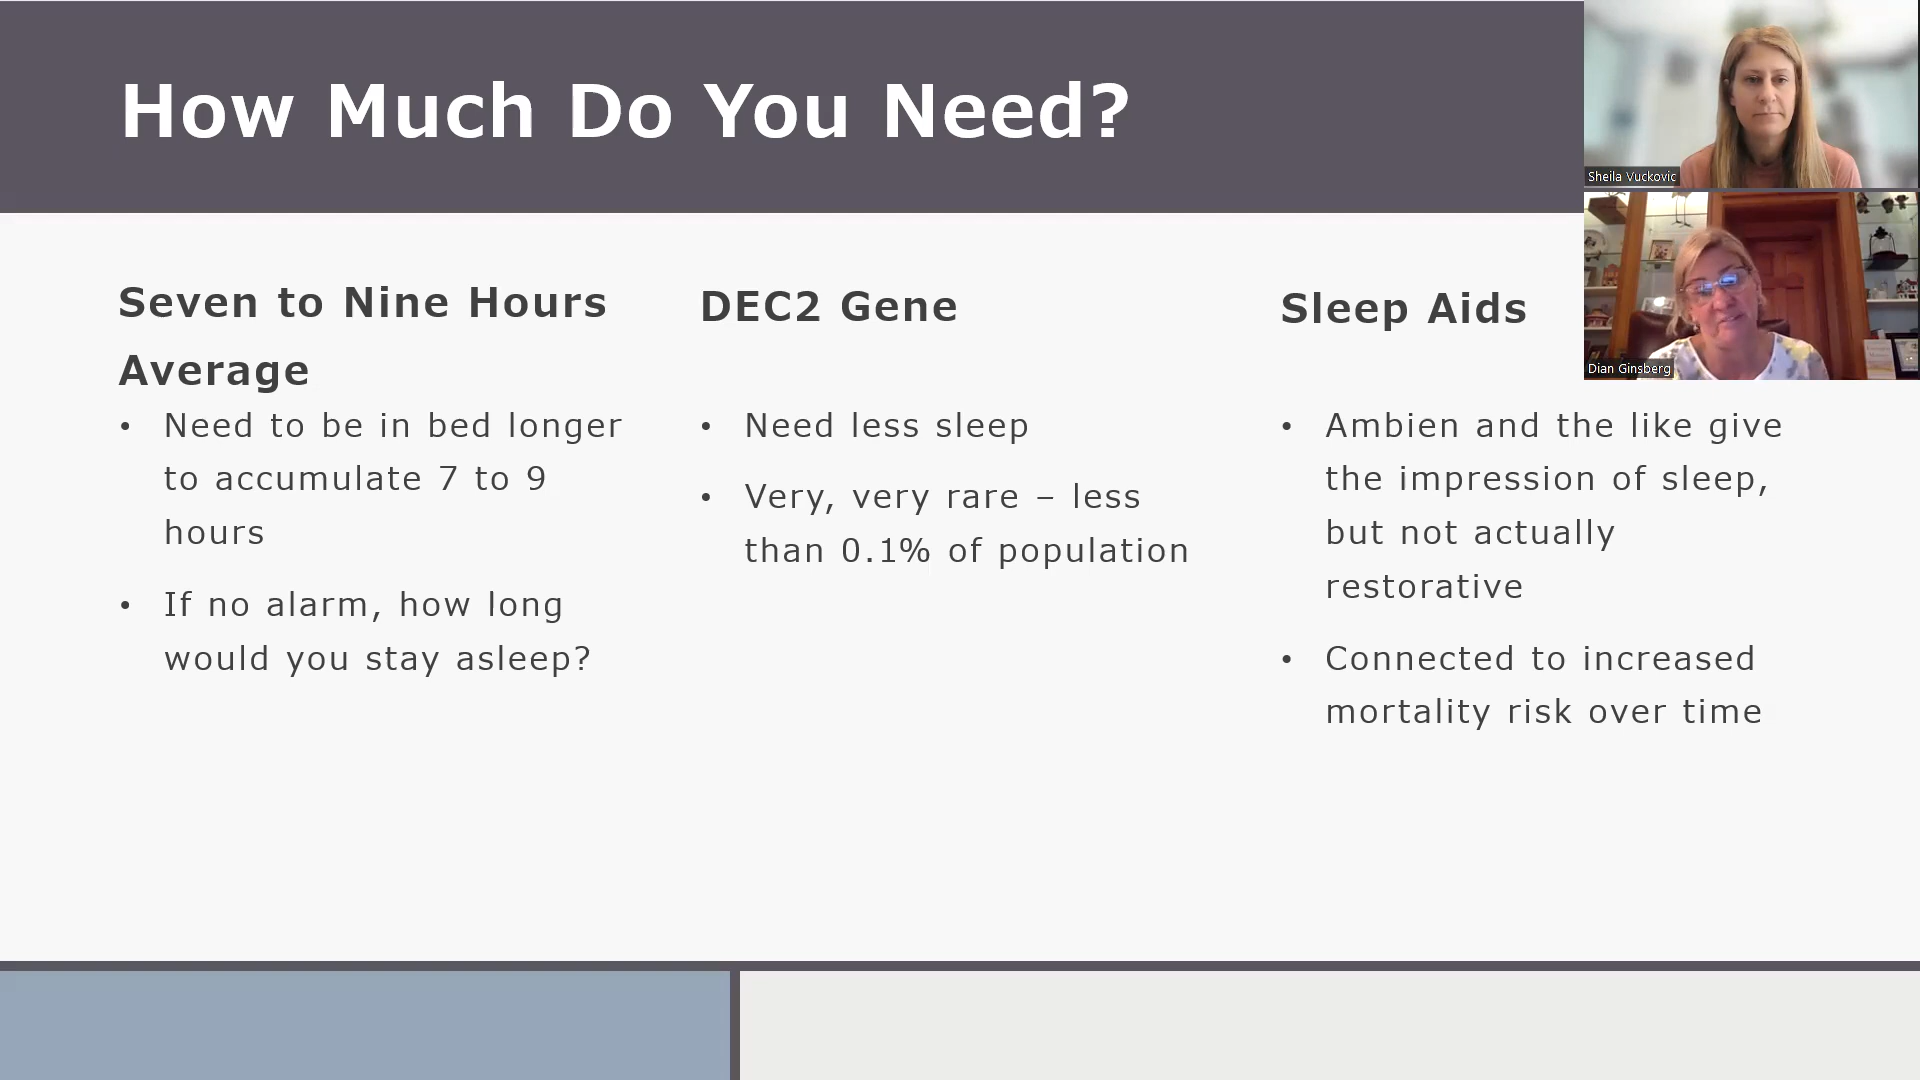 How Much Do You Need?
Seven to Nine Hours
Average
• Need to be in bed longer
to accumulate 7 to 9
hours
• If no alarm, how long
would you stay asleep?
DEC2 Gene
• Need less sleep
• Very, very rare – less
than 0.1% of population
Sleep Aids
• Ambien and the like give
the impression of sleep,
but not actually
restorative
• Connected to increased
mortality risk over time
Sheila Vuckovic
Dian Ginsberg